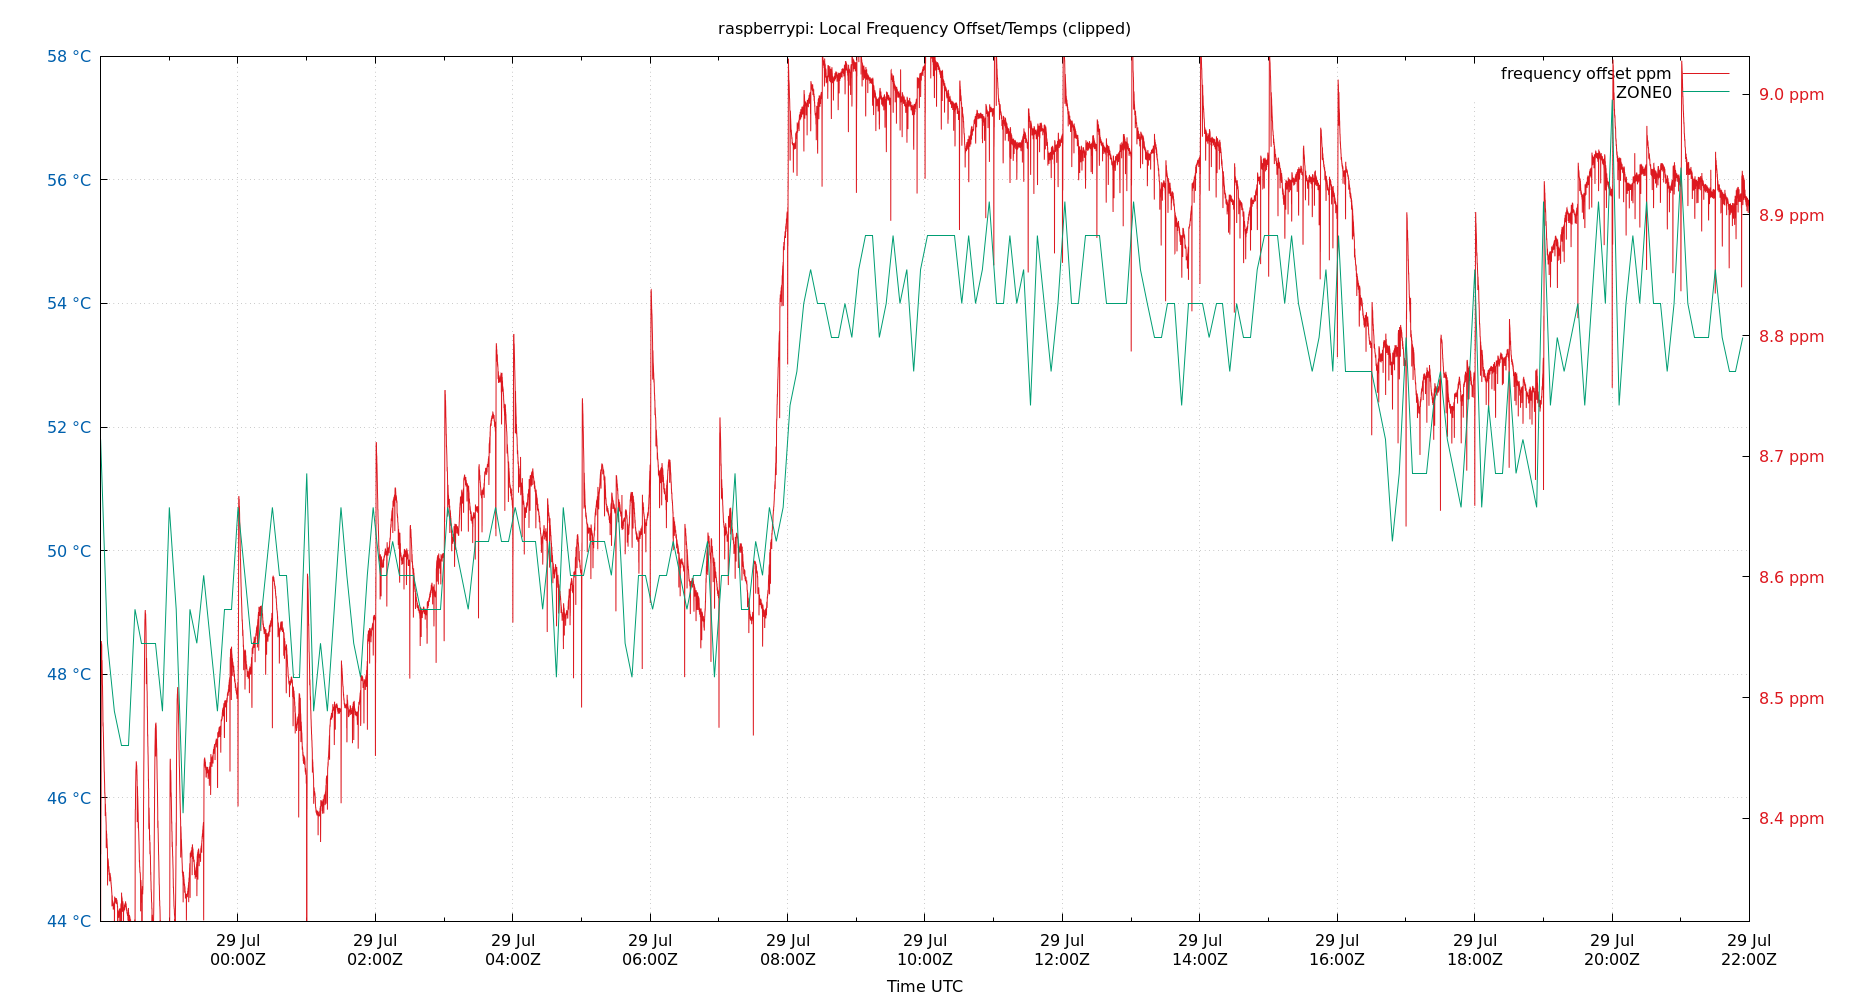 raspberrypi: Local Frequency Offset/Temps (clipped)
58 °C
56 °C
54 °C
52 °C
50 °C
48 °C
46 °C
44 °C
frequency offset ppm
ZONE0
9.0 ppm
8.9 ppm
8.8 ppm
8.7 ppm
8.6 ppm
8.5 ppm
8.4 ppm
29 Jul
00:00Z
29 Jul
02:00Z
29 Jul
04:00Z
29 Jul
06:00Z
29 Jul
08:00Z
29 Jul
10:00Z
29 Jul
12:00Z
29 Jul
14:00Z
29 Jul
16:00Z
29 Jul
18:00Z
29 Jul
20:00Z
29 Jul
22:00Z
Time UTC